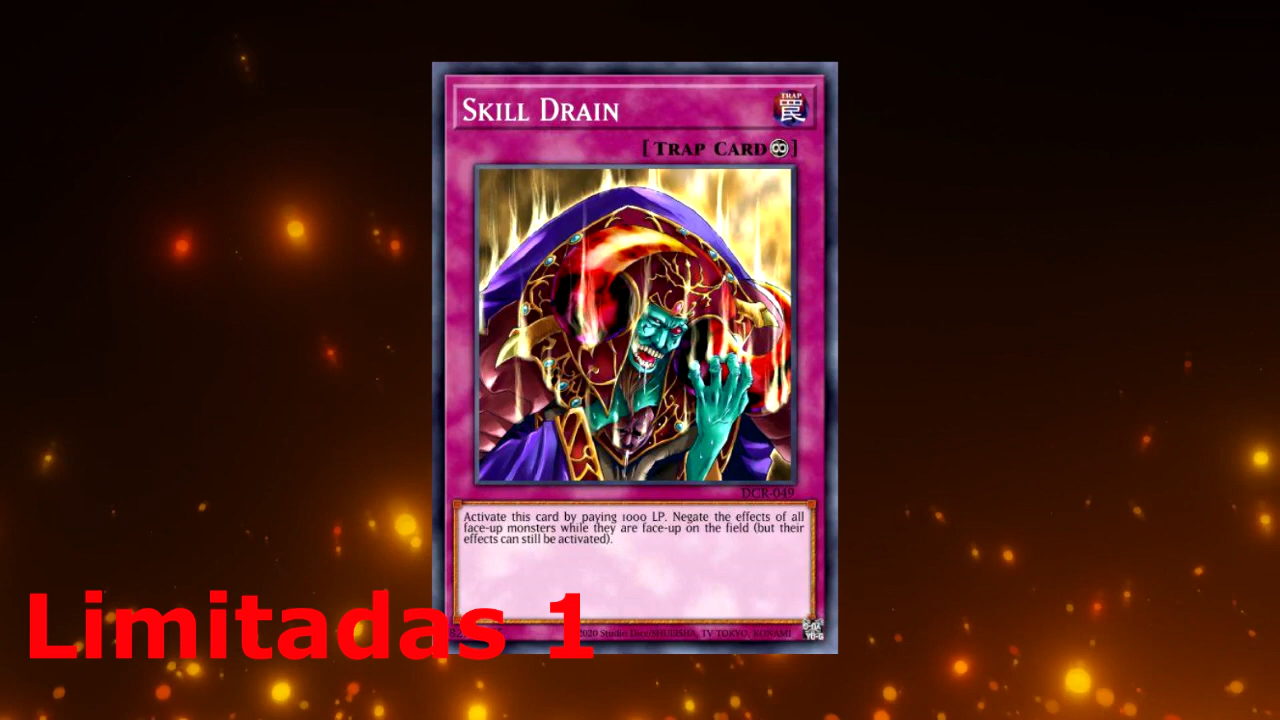 SKILL DRAIN
TRAP
罠
[TRAP CARD]
DCR-049
Activate this card by paying 1000 LP. Negate the effects of all
face-up monsters while they are face-up on the field (but their
effects can still be activated).
2020 Studio Dice/SHUEISHA, TV TOKYO, KONAMI
Limitadas 1